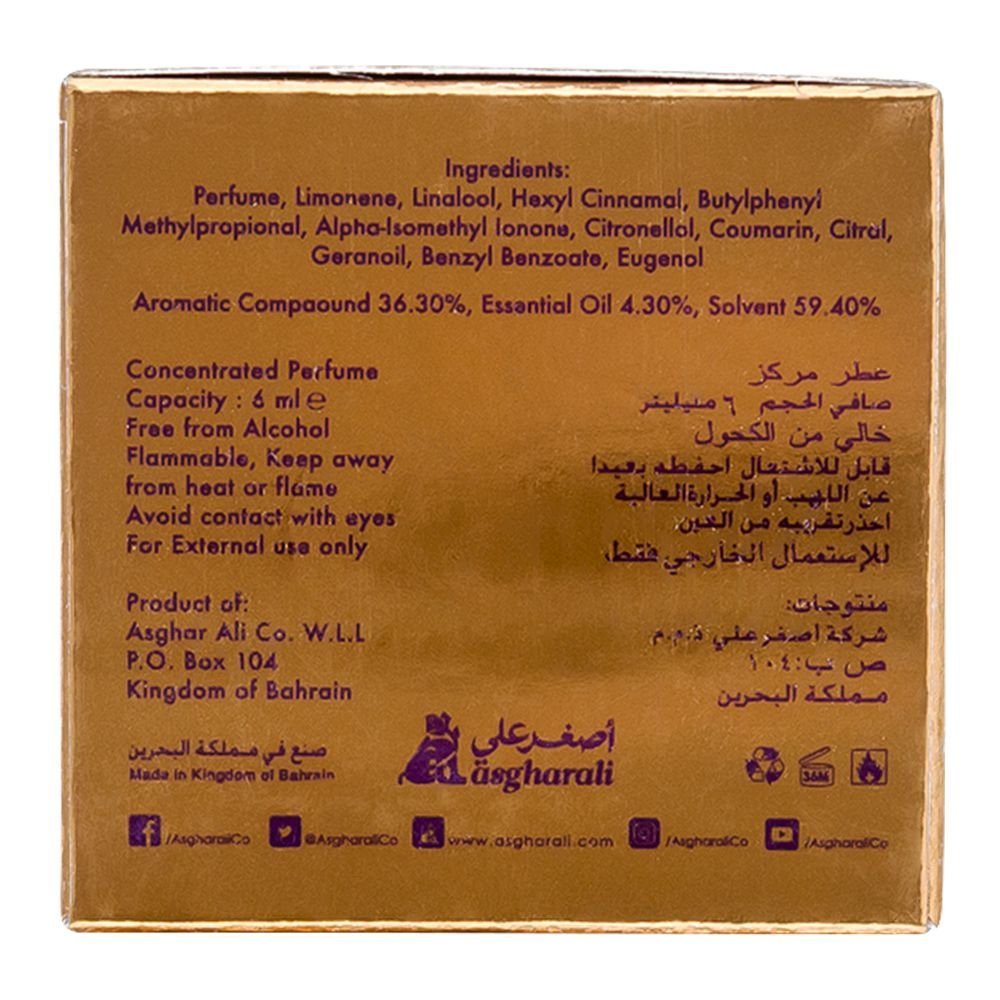 Ingredients:
Perfume, Limonene, Linalool, Hexyl Cinnamal, Butylphenyl
Methylpropional, Alpha-Isomethyl Ionone, Citronellol, Coumarin, Citral,
Geranoil, Benzyl Benzoate, Eugenol
Aromatic Compaound 36.30%, Essential Oil 4.30%, Solvent 59.40%
Concentrated Perfume
Capacity : 6 ml e
Free from Alcohol
Flammable, Keep away
from heat or flame
Avoid contact with eyes
For External use only
عطر مركز
صافي الحجم ٦ مليليتر
خالي من الكحول
قابل للاشتعال احفظه بعيدا
عن اللهب أو الحرارة العالية
احذر تقريبه من العين
للإستعمال الخارجي فقط
Product of:
Asghar Ali Co. W.L.L
P.O. Box 104
Kingdom of Bahrain
منتوجات:
شركة أصغر علي ذ.م.م
ص ب: ١٠٤
مملكة البحرين
صنع في مملكة البحرين
Made in Kingdom of Bahrain
أصغر علي
asgharali
36M
/AsgharaliCo
@AsgharaliCo
www.asgharali.com
/AsgharaliCo
/AsgharaliCo